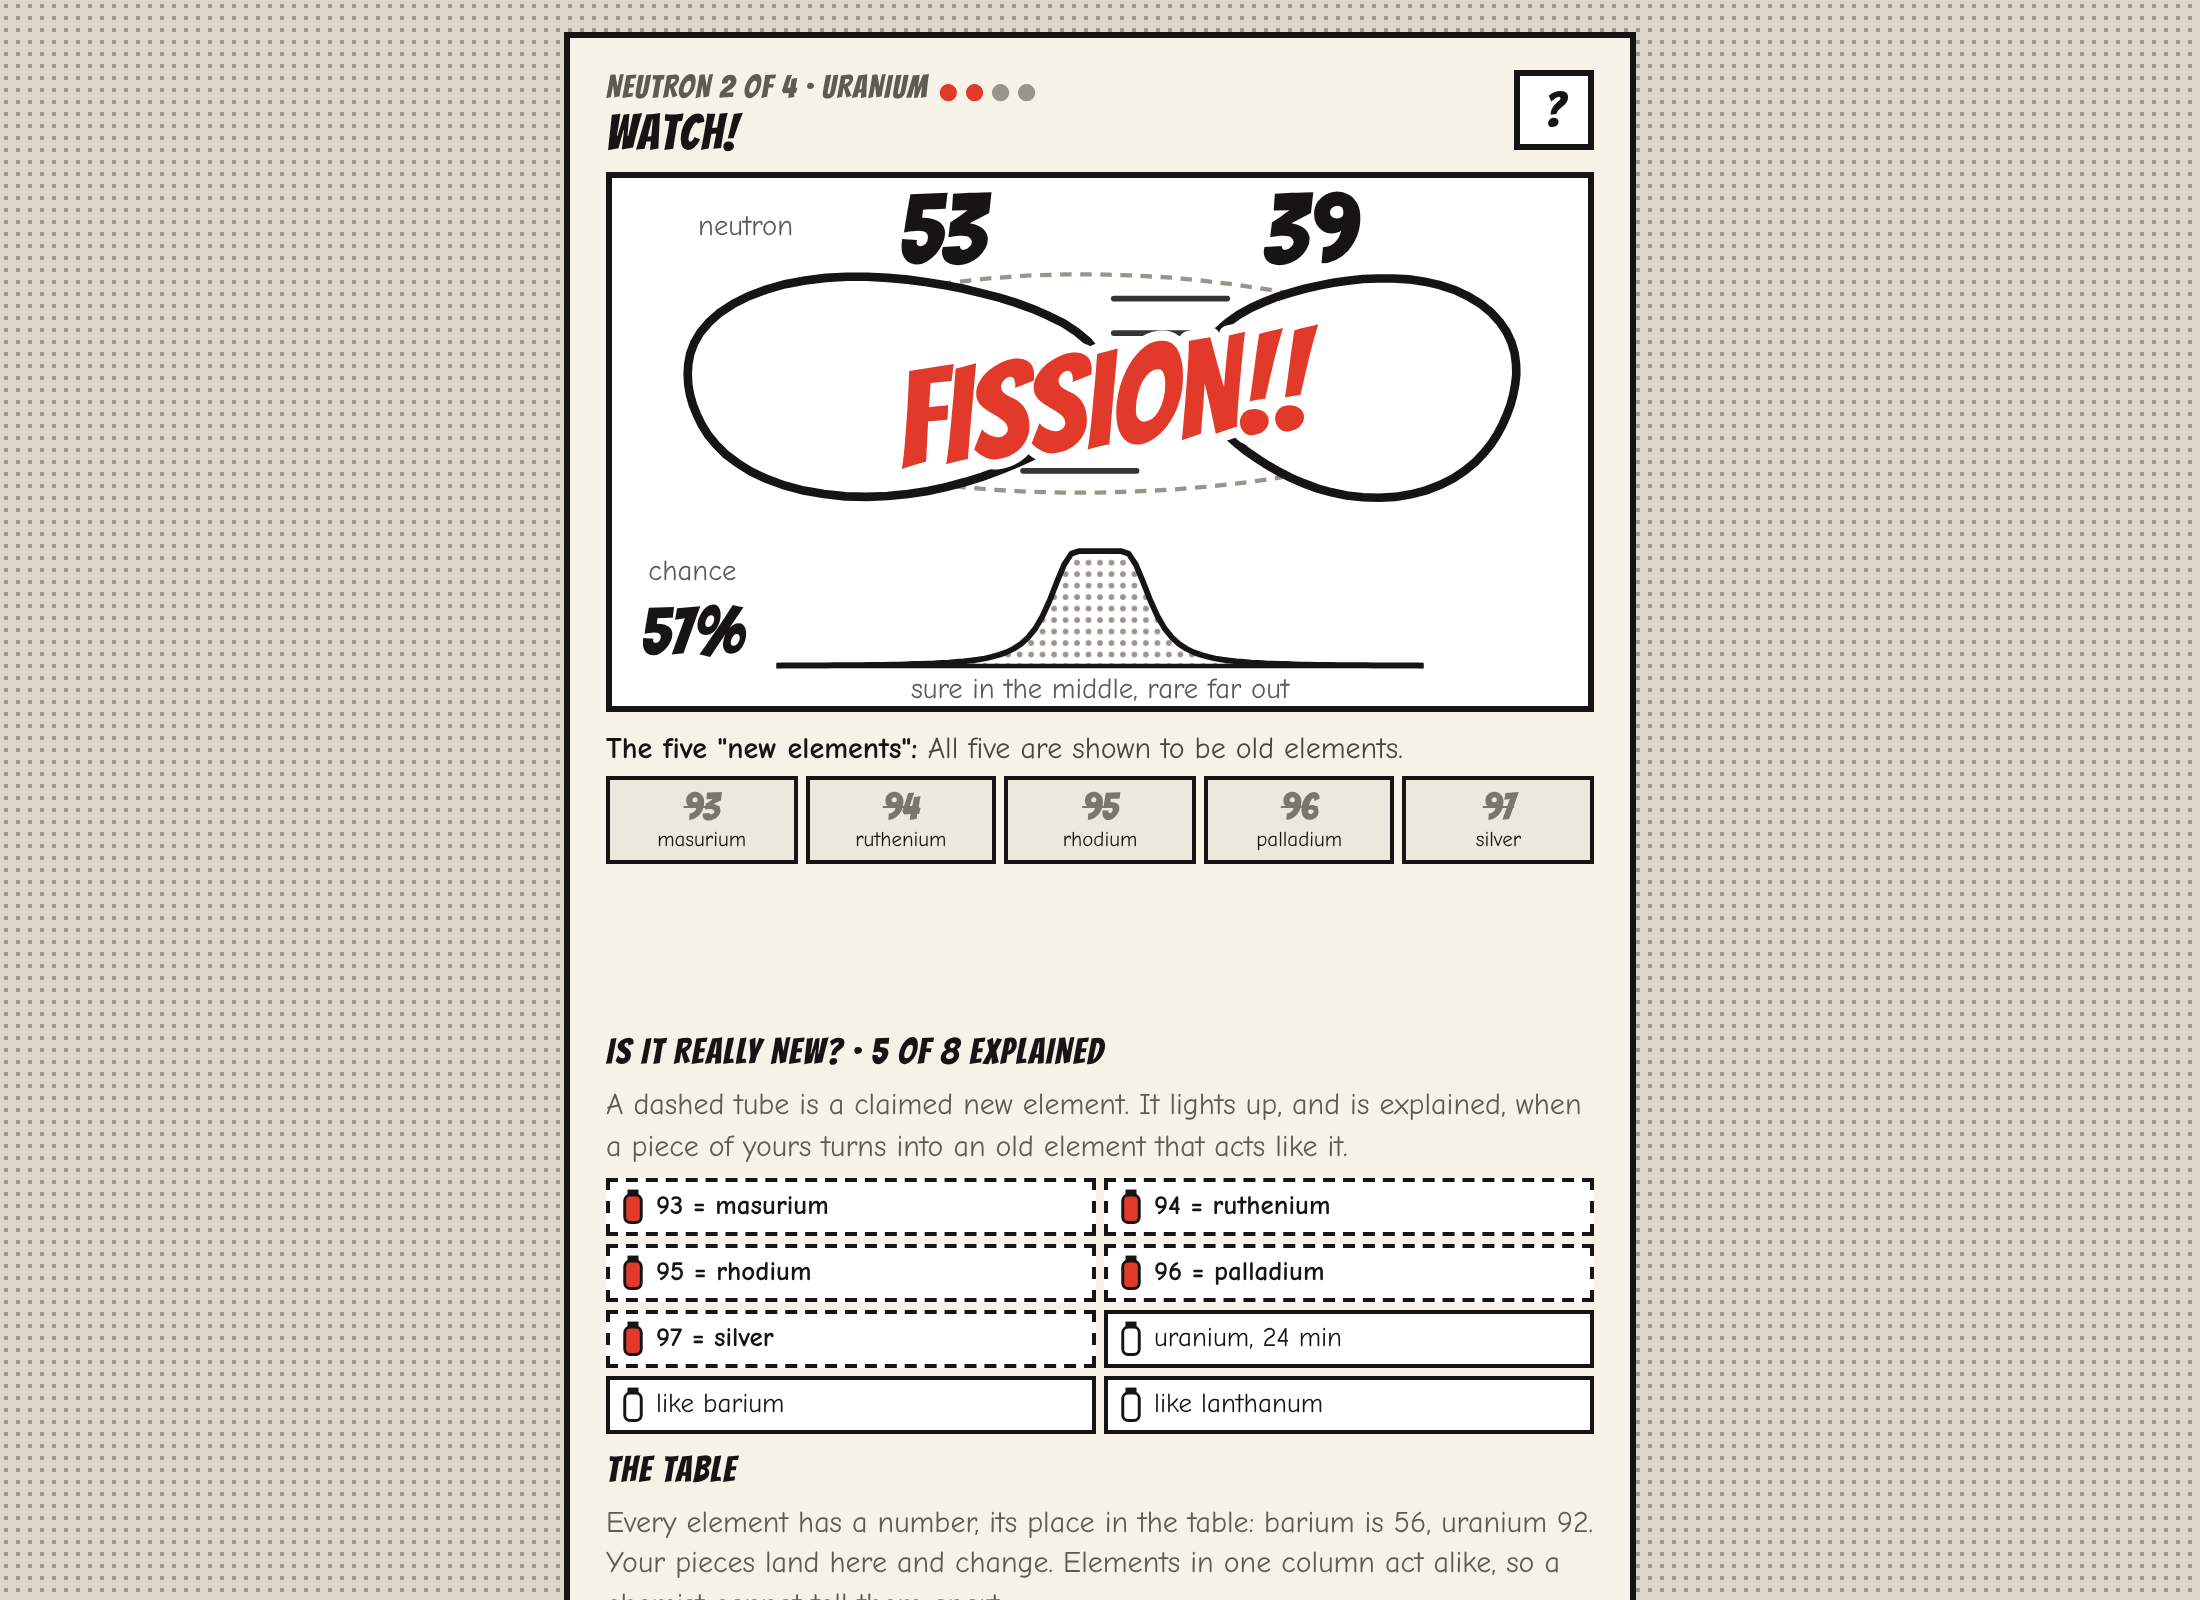 NEUTRON 2 OF 4 · URANIUM
WATCH!
?
neutron
53
39
FISSION!!
chance
57%
sure in the middle, rare far out
The five "new elements": All five are shown to be old elements.
93
masurium
94
ruthenium
95
rhodium
96
palladium
97
silver
IS IT REALLY NEW? · 5 OF 8 EXPLAINED
A dashed tube is a claimed new element. It lights up, and is explained, when
a piece of yours turns into an old element that acts like it.
93 = masurium
94 = ruthenium
95 = rhodium
96 = palladium
97 = silver
uranium, 24 min
like barium
like lanthanum
THE TABLE
Every element has a number, its place in the table: barium is 56, uranium 92.
Your pieces land here and change. Elements in one column act alike, so a
chemist cannot tell them apart.